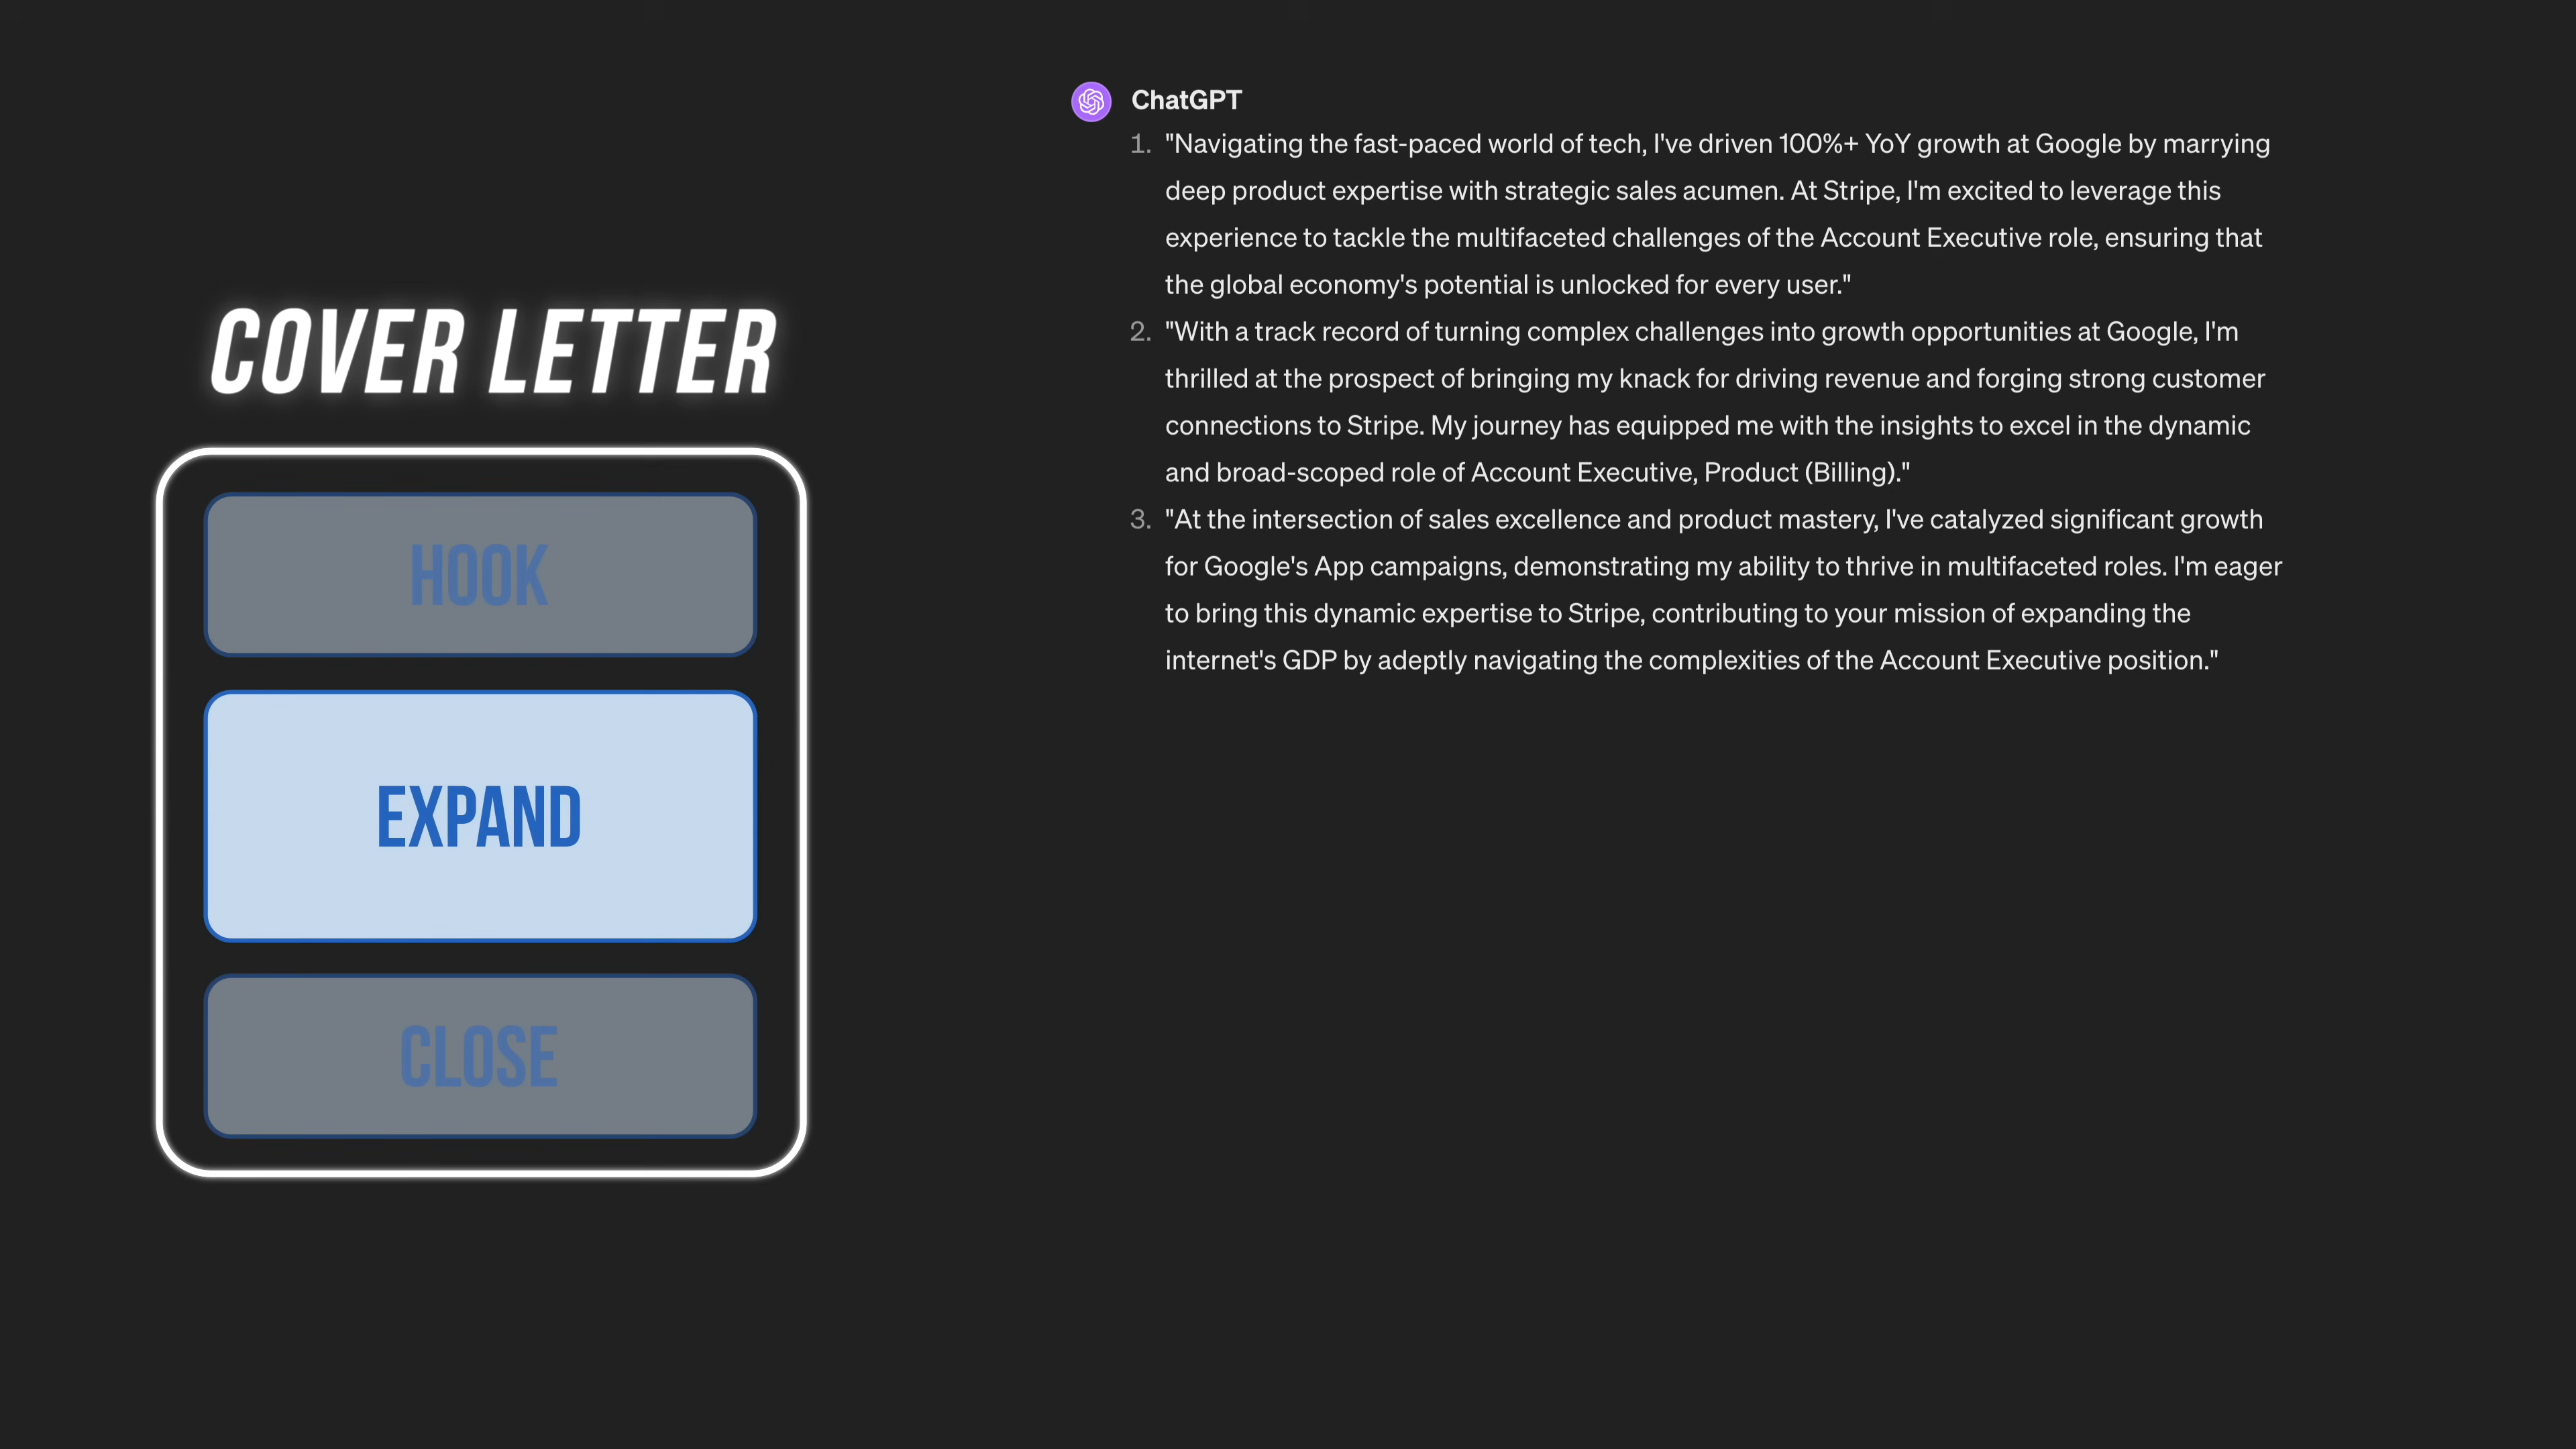 COVER LETTER
HOOK
EXPAND
CLOSE
ChatGPT
1. "Navigating the fast-paced world of tech, I've driven 100%+ YoY growth at Google by marrying
deep product expertise with strategic sales acumen. At Stripe, I'm excited to leverage this
experience to tackle the multifaceted challenges of the Account Executive role, ensuring that
the global economy's potential is unlocked for every user."
2. "With a track record of turning complex challenges into growth opportunities at Google, I'm
thrilled at the prospect of bringing my knack for driving revenue and forging strong customer
connections to Stripe. My journey has equipped me with the insights to excel in the dynamic
and broad-scoped role of Account Executive, Product (Billing)."
3. "At the intersection of sales excellence and product mastery, I've catalyzed significant growth
for Google's App campaigns, demonstrating my ability to thrive in multifaceted roles. I'm eager
to bring this dynamic expertise to Stripe, contributing to your mission of expanding the
internet's GDP by adeptly navigating the complexities of the Account Executive position."